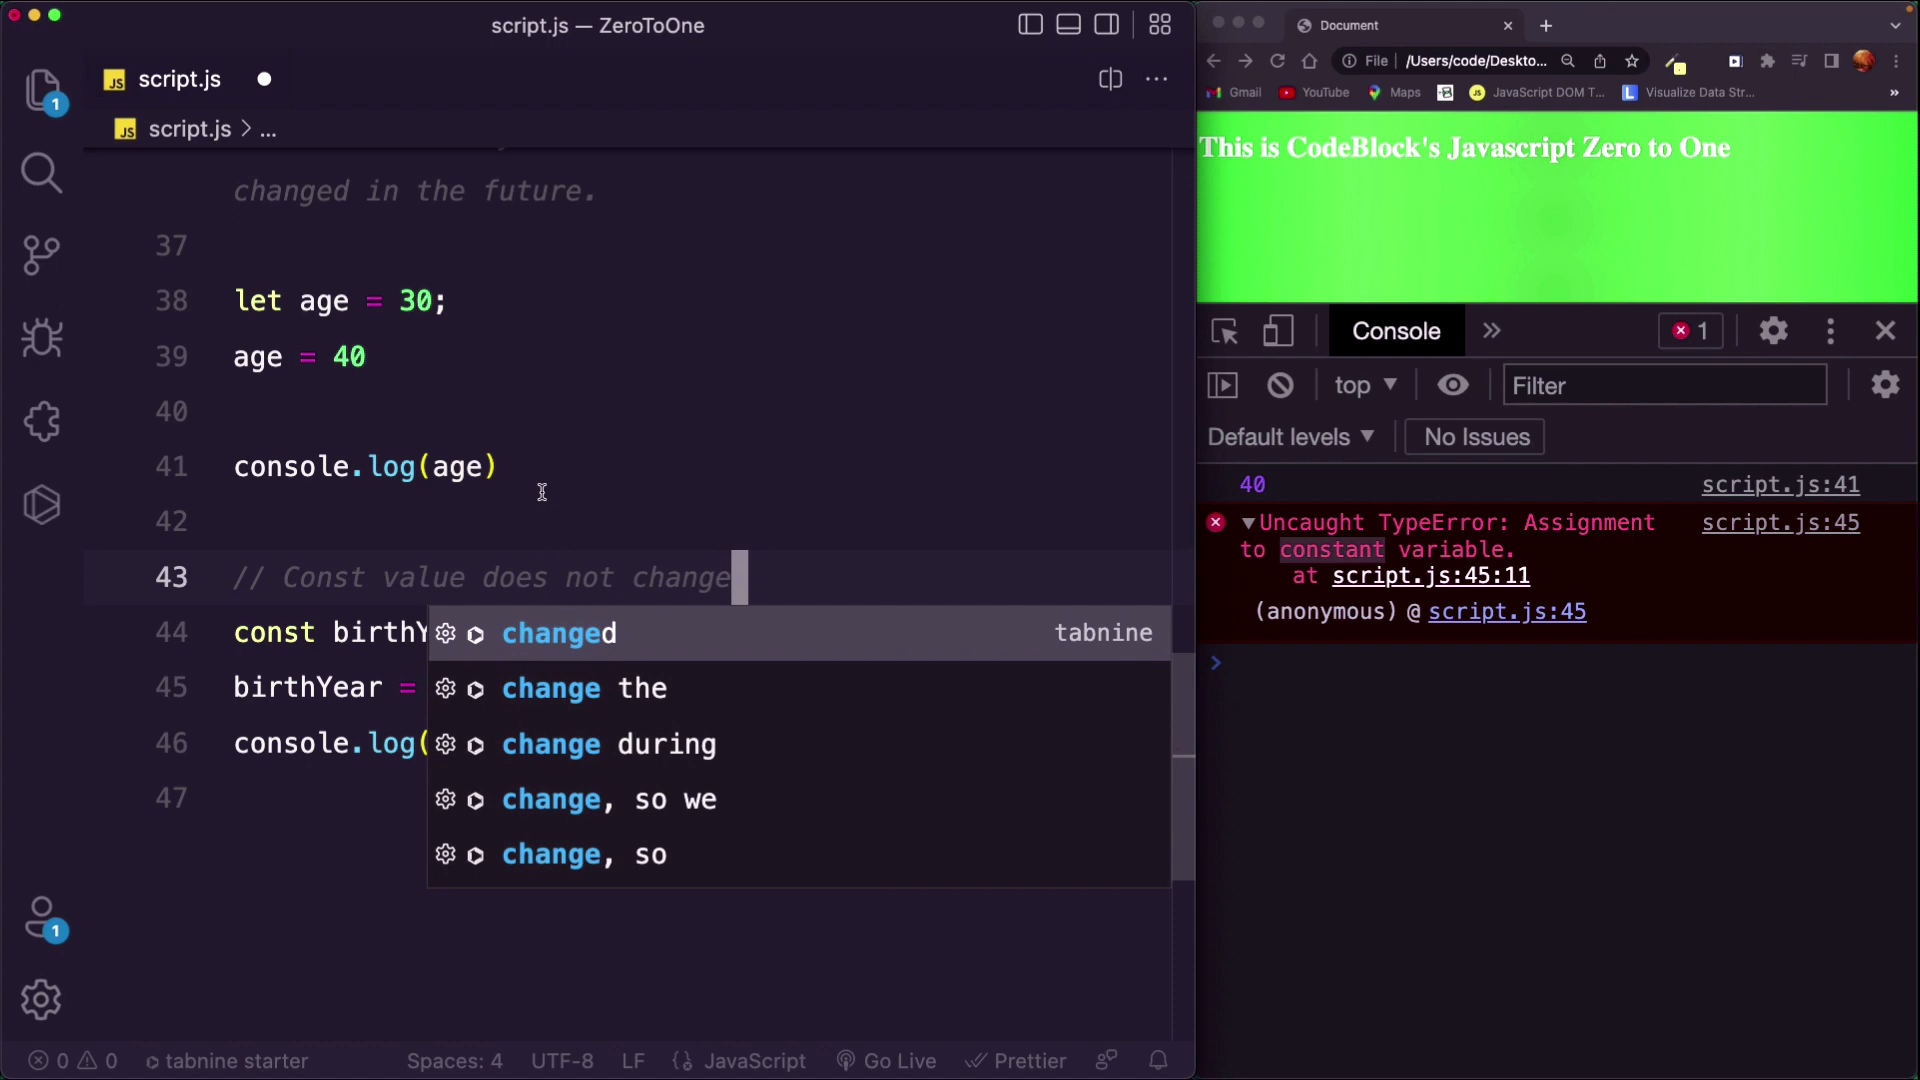 script.js — ZeroToOne
script.js
script.js > ...
1
changed in the future.
37
38 let age = 30;
39 age = 40
40
41 console.log(age)
42
43 // Const value does not change
44 const birthY
45 birthYear =
46 console.log(
47
changed tabnine
change the
change during
change, so we
change, so
1
0 0 tabnine starter Spaces: 4 UTF-8 LF JavaScript Go Live Prettier
Document
File /Users/code/Deskto...
Gmail YouTube Maps JavaScript DOM T... Visualize Data Str... »
This is CodeBlock's Javascript Zero to One
Console » 1
top Filter
Default levels No Issues
40 script.js:41
Uncaught TypeError: Assignment script.js:45
to constant variable.
at script.js:45:11
(anonymous) @ script.js:45
>